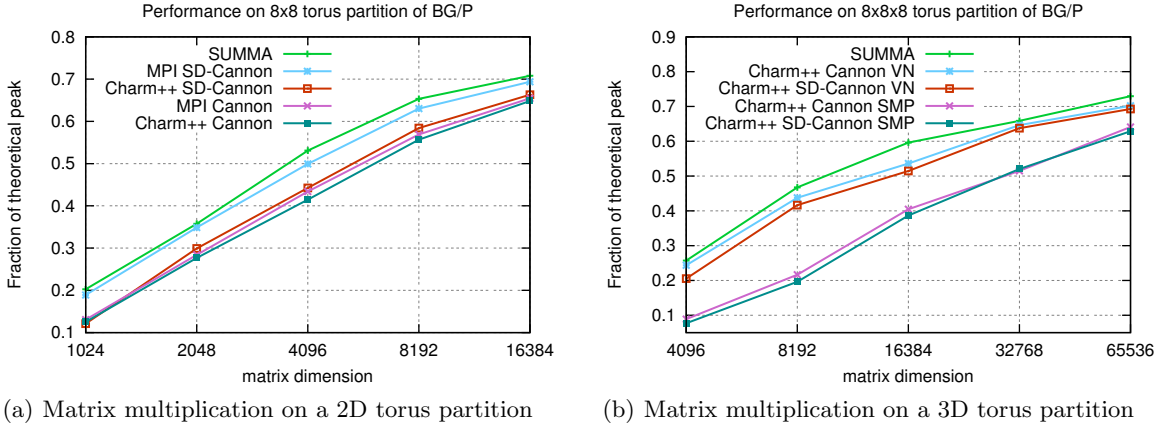 Performance on 8x8 torus partition of BG/P
Fraction of theoretical peak
0.8
0.7
0.6
0.5
0.4
0.3
0.2
0.1
SUMMA
MPI SD-Cannon
Charm++ SD-Cannon
MPI Cannon
Charm++ Cannon
1024 2048 4096 8192 16384
matrix dimension
(a) Matrix multiplication on a 2D torus partition
Performance on 8x8x8 torus partition of BG/P
Fraction of theoretical peak
0.9
0.8
0.7
0.6
0.5
0.4
0.3
0.2
0.1
SUMMA
Charm++ Cannon VN
Charm++ SD-Cannon VN
Charm++ Cannon SMP
Charm++ SD-Cannon SMP
4096 8192 16384 32768 65536
matrix dimension
(b) Matrix multiplication on a 3D torus partition